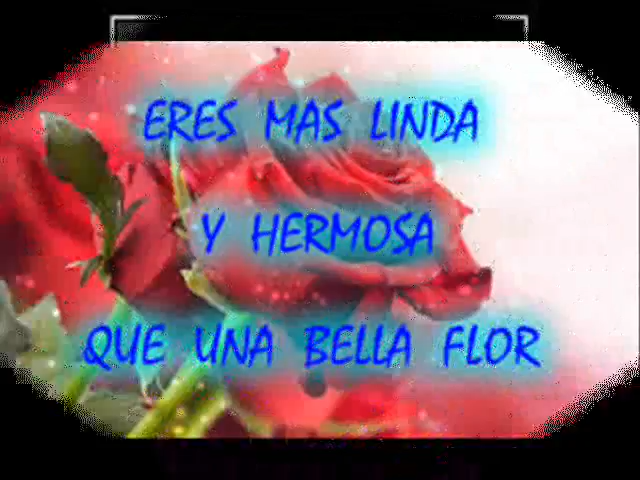 ERES MAS LINDA
Y HERMOSA
QUE UNA BELLA FLOR